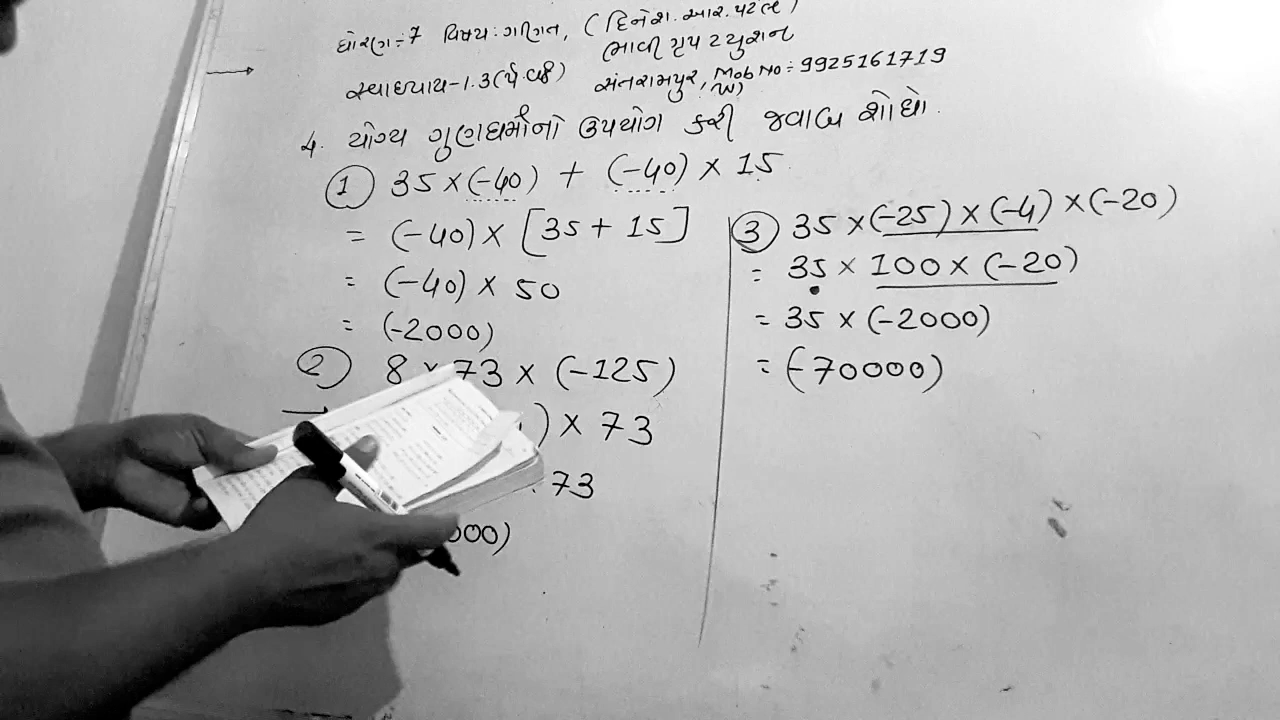 ધોરણ:-7 વિષય:ગણિત, (દિનેશ.આર.પટેલ)
ભાવી ગૃપ ટયુશન
સ્વાધ્યાય-1.3 સંતરામપુર, Mob No:- 9925161719
4. યોગ્ય ગુણધર્મોનો ઉપયોગ કરી જવાબ શોધો.
① 35 × (-40) + (-40) × 15
= (-40) × [35 + 15]
= (-40) × 50
= (-2000)
② 8 × 73 × (-125)
) × 73
73
000)
③ 35 × (-25) × (-4) × (-20)
= 35 × 100 × (-20)
= 35 × (-2000)
= (-70000)